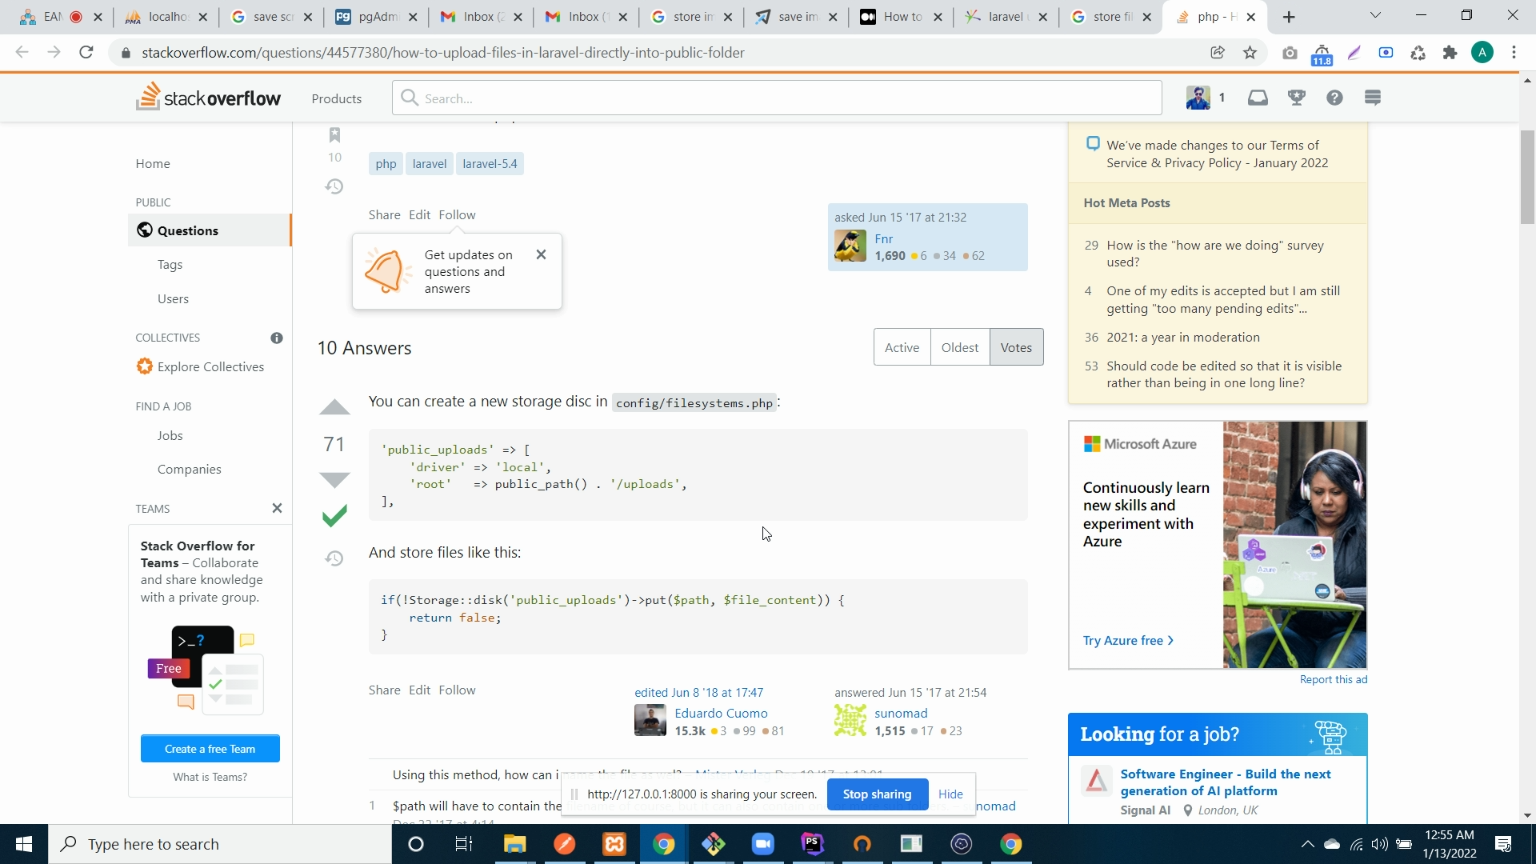 EAN
localho
save scr
pgAdm
Inbox (2
Inbox (1
store im
save im
How to
laravel u
store fil
php - H
stackoverflow.com/questions/44577380/how-to-upload-files-in-laravel-directly-into-public-folder
11.8
A
stackoverflow
Products
Search...
1
Home
PUBLIC
Questions
Tags
Users
COLLECTIVES
Explore Collectives
FIND A JOB
Jobs
Companies
TEAMS
Stack Overflow for
Teams – Collaborate
and share knowledge
with a private group.
>_?
Free
Create a free Team
What is Teams?
10
php laravel laravel-5.4
Share Edit Follow
asked Jun 15 '17 at 21:32
Fnr
1,690 6 34 62
Get updates on
questions and
answers
10 Answers
Active Oldest Votes
71
You can create a new storage disc in config/filesystems.php:
'public_uploads' => [
'driver' => 'local',
'root' => public_path() . '/uploads',
],
And store files like this:
if(!Storage::disk('public_uploads')->put($path, $file_content)) {
return false;
}
Share Edit Follow
edited Jun 8 '18 at 17:47
Eduardo Cuomo
15.3k 3 99 81
answered Jun 15 '17 at 21:54
sunomad
1,515 17 23
Using this method, how can i
1 $path will have to contain the
nomad
http://127.0.0.1:8000 is sharing your screen.
Stop sharing
Hide
We've made changes to our Terms of
Service & Privacy Policy - January 2022
Hot Meta Posts
29 How is the "how are we doing" survey
used?
4 One of my edits is accepted but I am still
getting "too many pending edits"...
36 2021: a year in moderation
53 Should code be edited so that it is visible
rather than being in one long line?
Microsoft Azure
Continuously learn
new skills and
experiment with
Azure
Try Azure free >
Azure
Report this ad
Looking for a job?
Software Engineer - Build the next
generation of AI platform
Signal AI London, UK
Type here to search
12:55 AM
1/13/2022